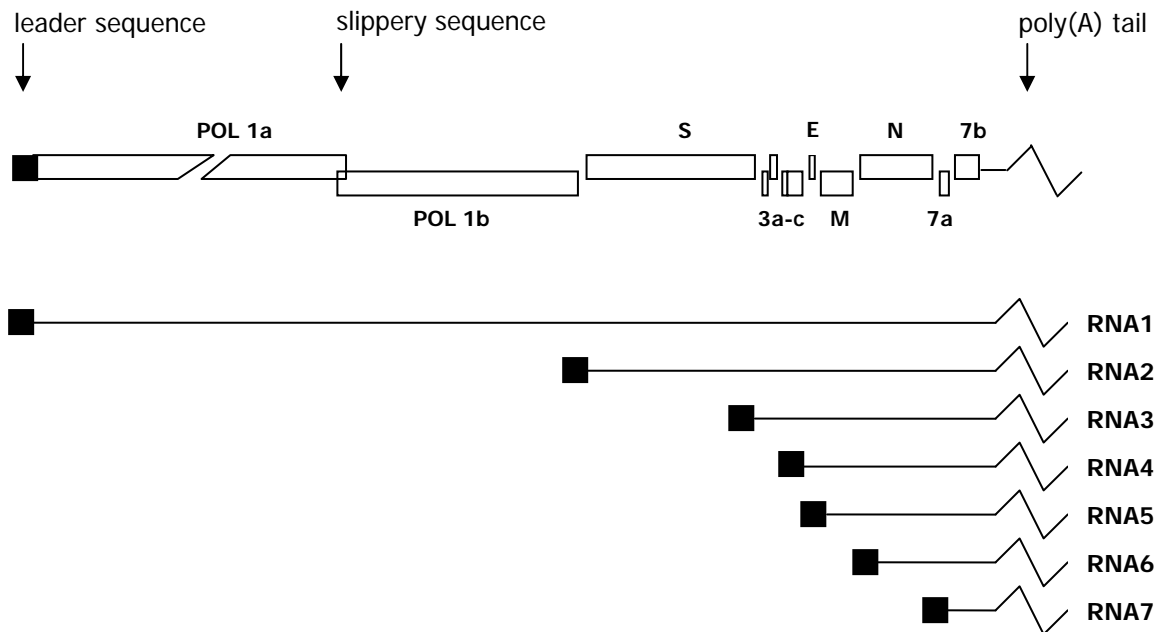 leader sequence slippery sequence poly(A) tail
POL 1a S E N 7b
POL 1b 3a-c M 7a
RNA1
RNA2
RNA3
RNA4
RNA5
RNA6
RNA7